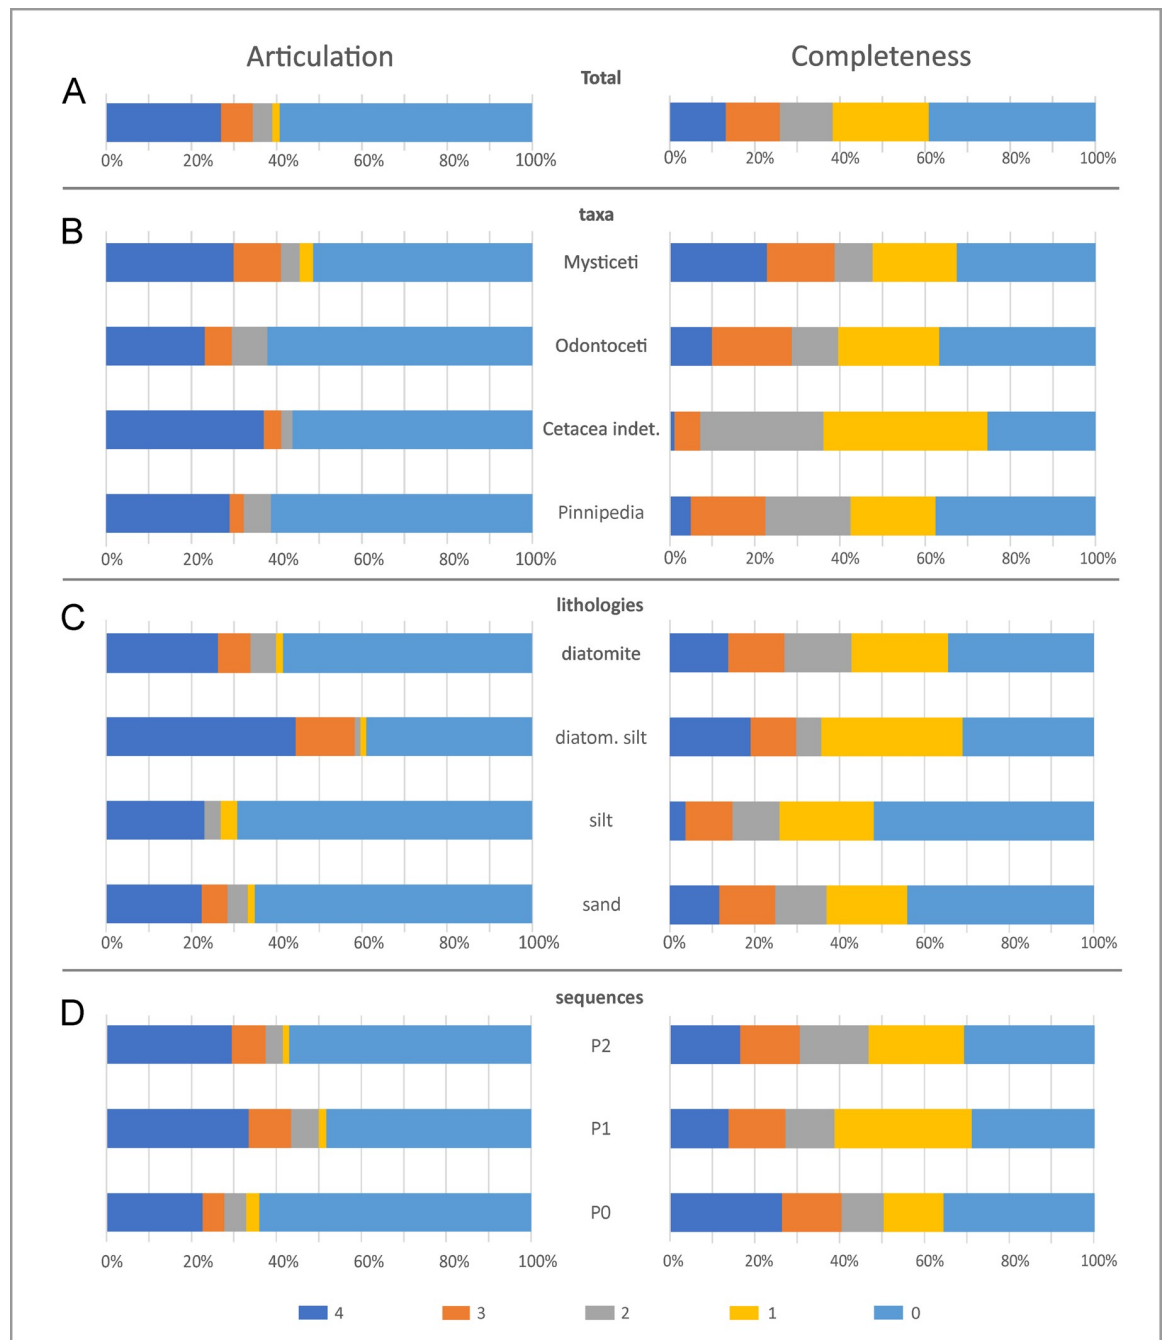 Articulation Completeness
A Total
0% 20% 40% 60% 80% 100% 0% 20% 40% 60% 80% 100%
B taxa
Mysticeti
Odontoceti
Cetacea indet.
Pinnipedia
0% 20% 40% 60% 80% 100% 0% 20% 40% 60% 80% 100%
C lithologies
diatomite
diatom. silt
silt
sand
0% 20% 40% 60% 80% 100% 0% 20% 40% 60% 80% 100%
D sequences
P2
P1
P0
0% 20% 40% 60% 80% 100% 0% 20% 40% 60% 80% 100%
4 3 2 1 0